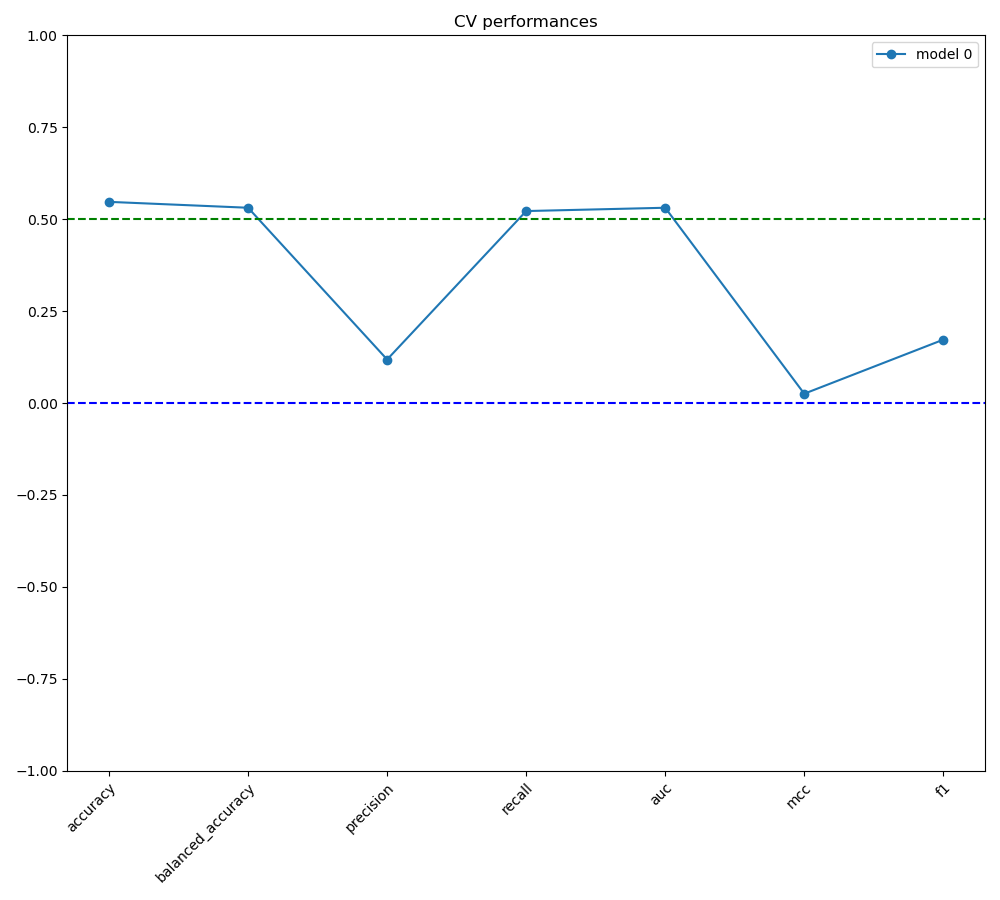 CV performances
model 0
1.00
0.75
0.50
0.25
0.00
−0.25
−0.50
−0.75
−1.00
accuracy
balanced_accuracy
precision
recall
auc
mcc
f1